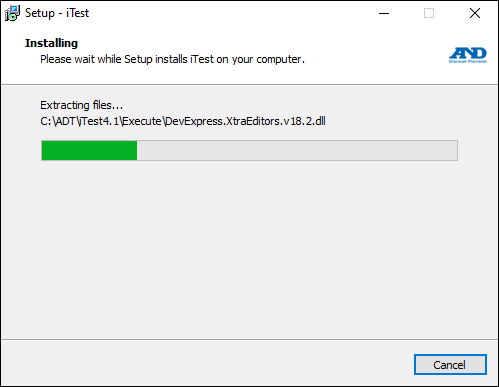 Setup - iTest
Installing
Please wait while Setup installs iTest on your computer.
AND
Discover Precision
Extracting files...
C:\ADT\iTest4.1\Execute\DevExpress.XtraEditors.v18.2.dll
Cancel